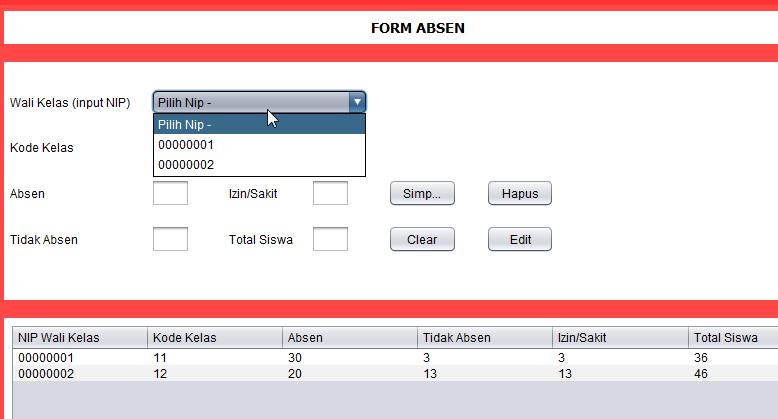 FORM ABSEN
Wali Kelas (input NIP) Pilih Nip -
Pilih Nip -
00000001
Kode Kelas
00000002
Absen Izin/Sakit Simp... Hapus
Tidak Absen Total Siswa Clear Edit
NIP Wali Kelas Kode Kelas Absen Tidak Absen Izin/Sakit Total Siswa
00000001 11 30 3 3 36
00000002 12 20 13 13 46